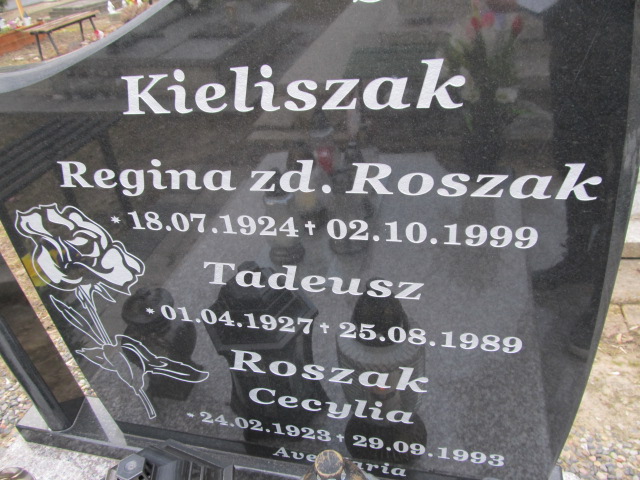 Kieliszak
Regina zd. Roszak
* 18.07.1924 † 02.10.1999
Tadeusz
* 01.04.1927 † 25.08.1989
Roszak
Cecylia
* 24.02.1923 † 29.09.1993
Ave Maria